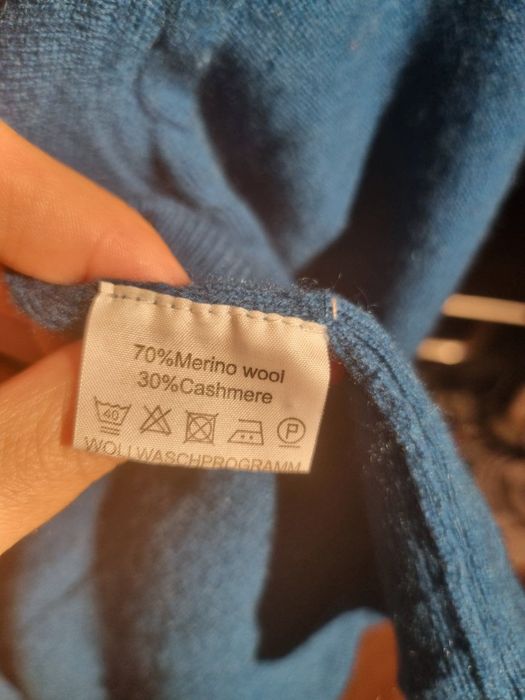 70%Merino wool
30%Cashmere
40 P
WOLLWASCHPROGRAMM